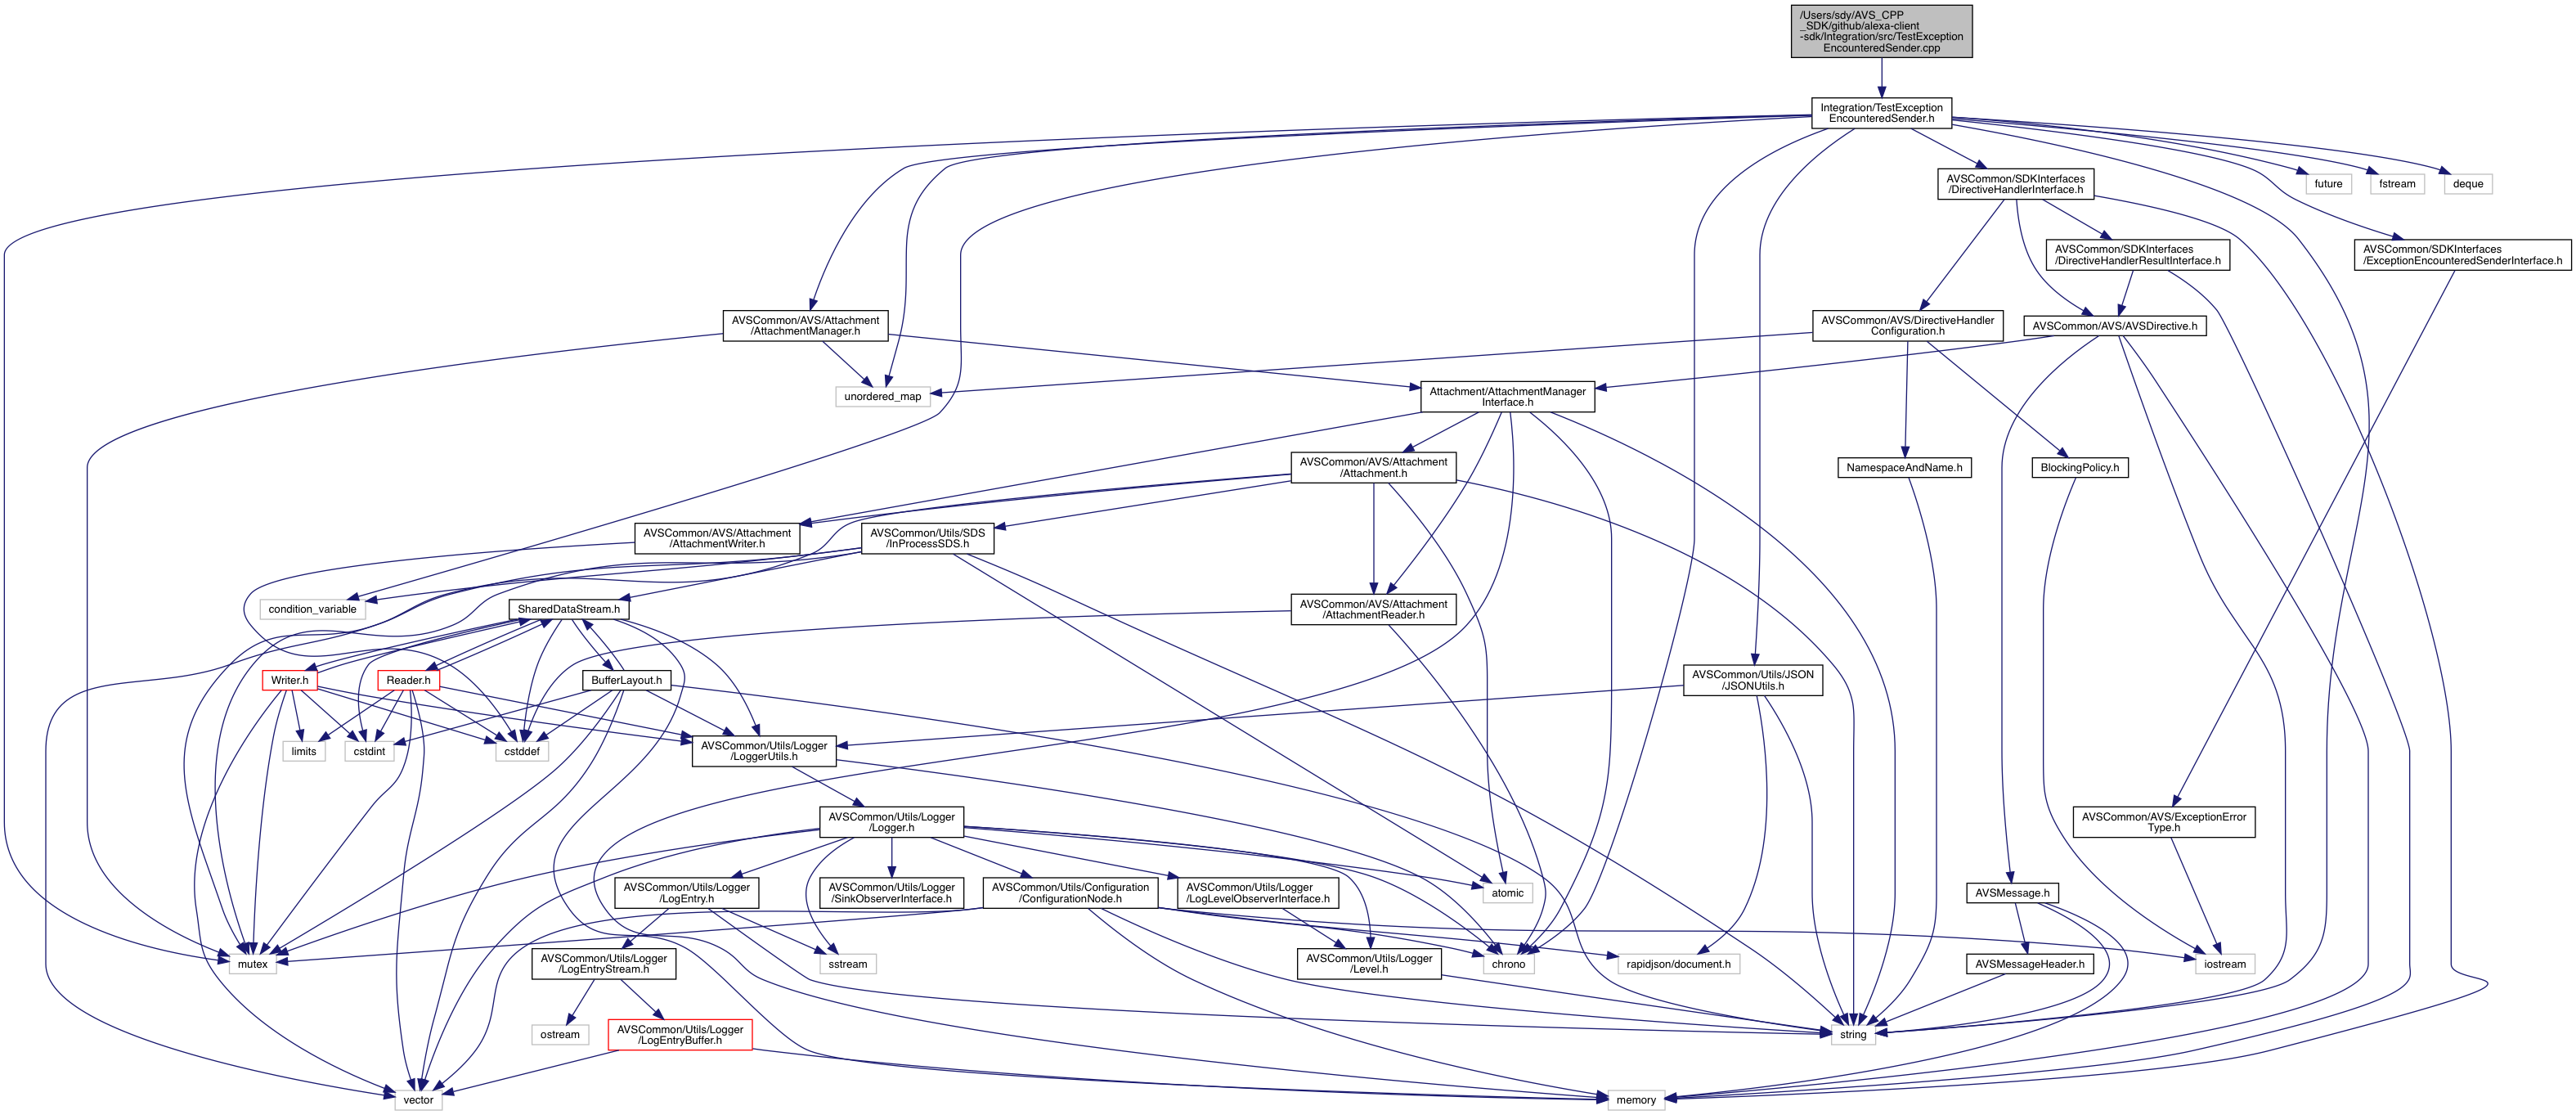 /Users/sdy/AVS_CPP
_SDK/github/alexa-client
-sdk/Integration/src/TestException
EncounteredSender.cpp
Integration/TestException
EncounteredSender.h
AVSCommon/SDKInterfaces
/DirectiveHandlerInterface.h
future
fstream
deque
AVSCommon/SDKInterfaces
/DirectiveHandlerResultInterface.h
AVSCommon/SDKInterfaces
/ExceptionEncounteredSenderInterface.h
AVSCommon/AVS/Attachment
/AttachmentManager.h
AVSCommon/AVS/DirectiveHandler
Configuration.h
AVSCommon/AVS/AVSDirective.h
unordered_map
Attachment/AttachmentManager
Interface.h
AVSCommon/AVS/Attachment
/Attachment.h
NamespaceAndName.h
BlockingPolicy.h
AVSCommon/AVS/Attachment
/AttachmentWriter.h
AVSCommon/Utils/SDS
/InProcessSDS.h
condition_variable
SharedDataStream.h
AVSCommon/AVS/Attachment
/AttachmentReader.h
Writer.h
Reader.h
BufferLayout.h
AVSCommon/Utils/JSON
/JSONUtils.h
limits
cstdint
cstddef
AVSCommon/Utils/Logger
/LoggerUtils.h
AVSCommon/Utils/Logger
/Logger.h
AVSCommon/AVS/ExceptionError
Type.h
AVSCommon/Utils/Logger
/LogEntry.h
AVSCommon/Utils/Logger
/SinkObserverInterface.h
AVSCommon/Utils/Configuration
/ConfigurationNode.h
AVSCommon/Utils/Logger
/LogLevelObserverInterface.h
atomic
AVSMessage.h
mutex
AVSCommon/Utils/Logger
/LogEntryStream.h
sstream
AVSCommon/Utils/Logger
/Level.h
chrono
rapidjson/document.h
AVSMessageHeader.h
iostream
ostream
AVSCommon/Utils/Logger
/LogEntryBuffer.h
string
vector
memory